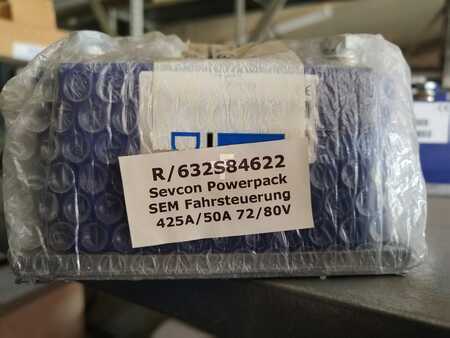 R/632S84622
Sevcon Powerpack
SEM Fahrsteuerung
425A/50A 72/80V